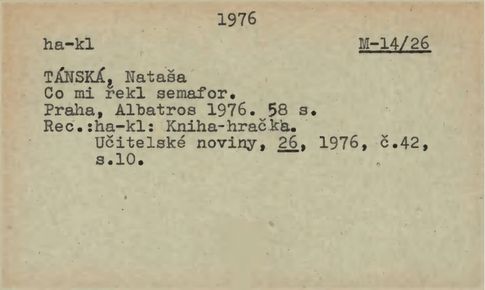 1976
ha-kl M-14/26
TÁNSKÁ, Nataša
Co mi řekl semafor.
Praha, Albatros 1976. 58 s.
Rec.:ha-kl: Kniha-hračka.
Učitelské noviny, 26, 1976, č.42,
s.10.